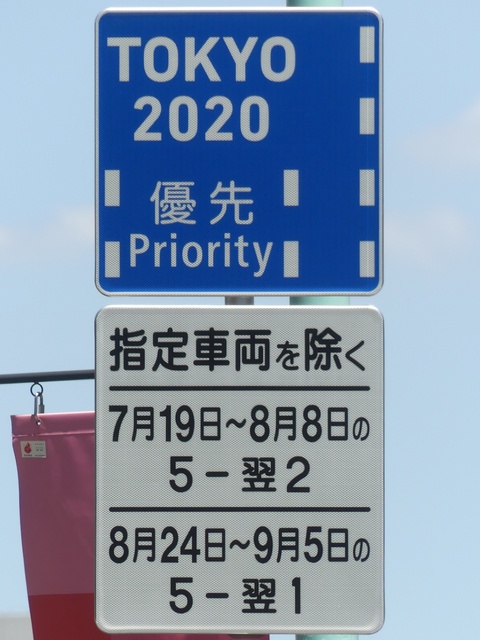 TOKYO
2020
優先
Priority
指定車両を除く
7月19日~8月8日の
5-翌2
8月24日~9月5日の
5-翌1